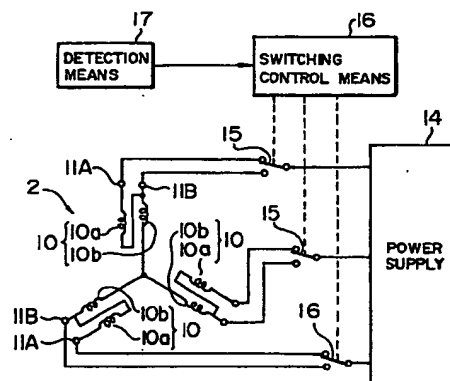 17
16
DETECTION
MEANS
SWITCHING
CONTROL MEANS
14
15
11A
11B
2
10 { 10a
10b
15
10b
10a } 10
POWER
SUPPLY
11B
10b
10a } 10
11A
16